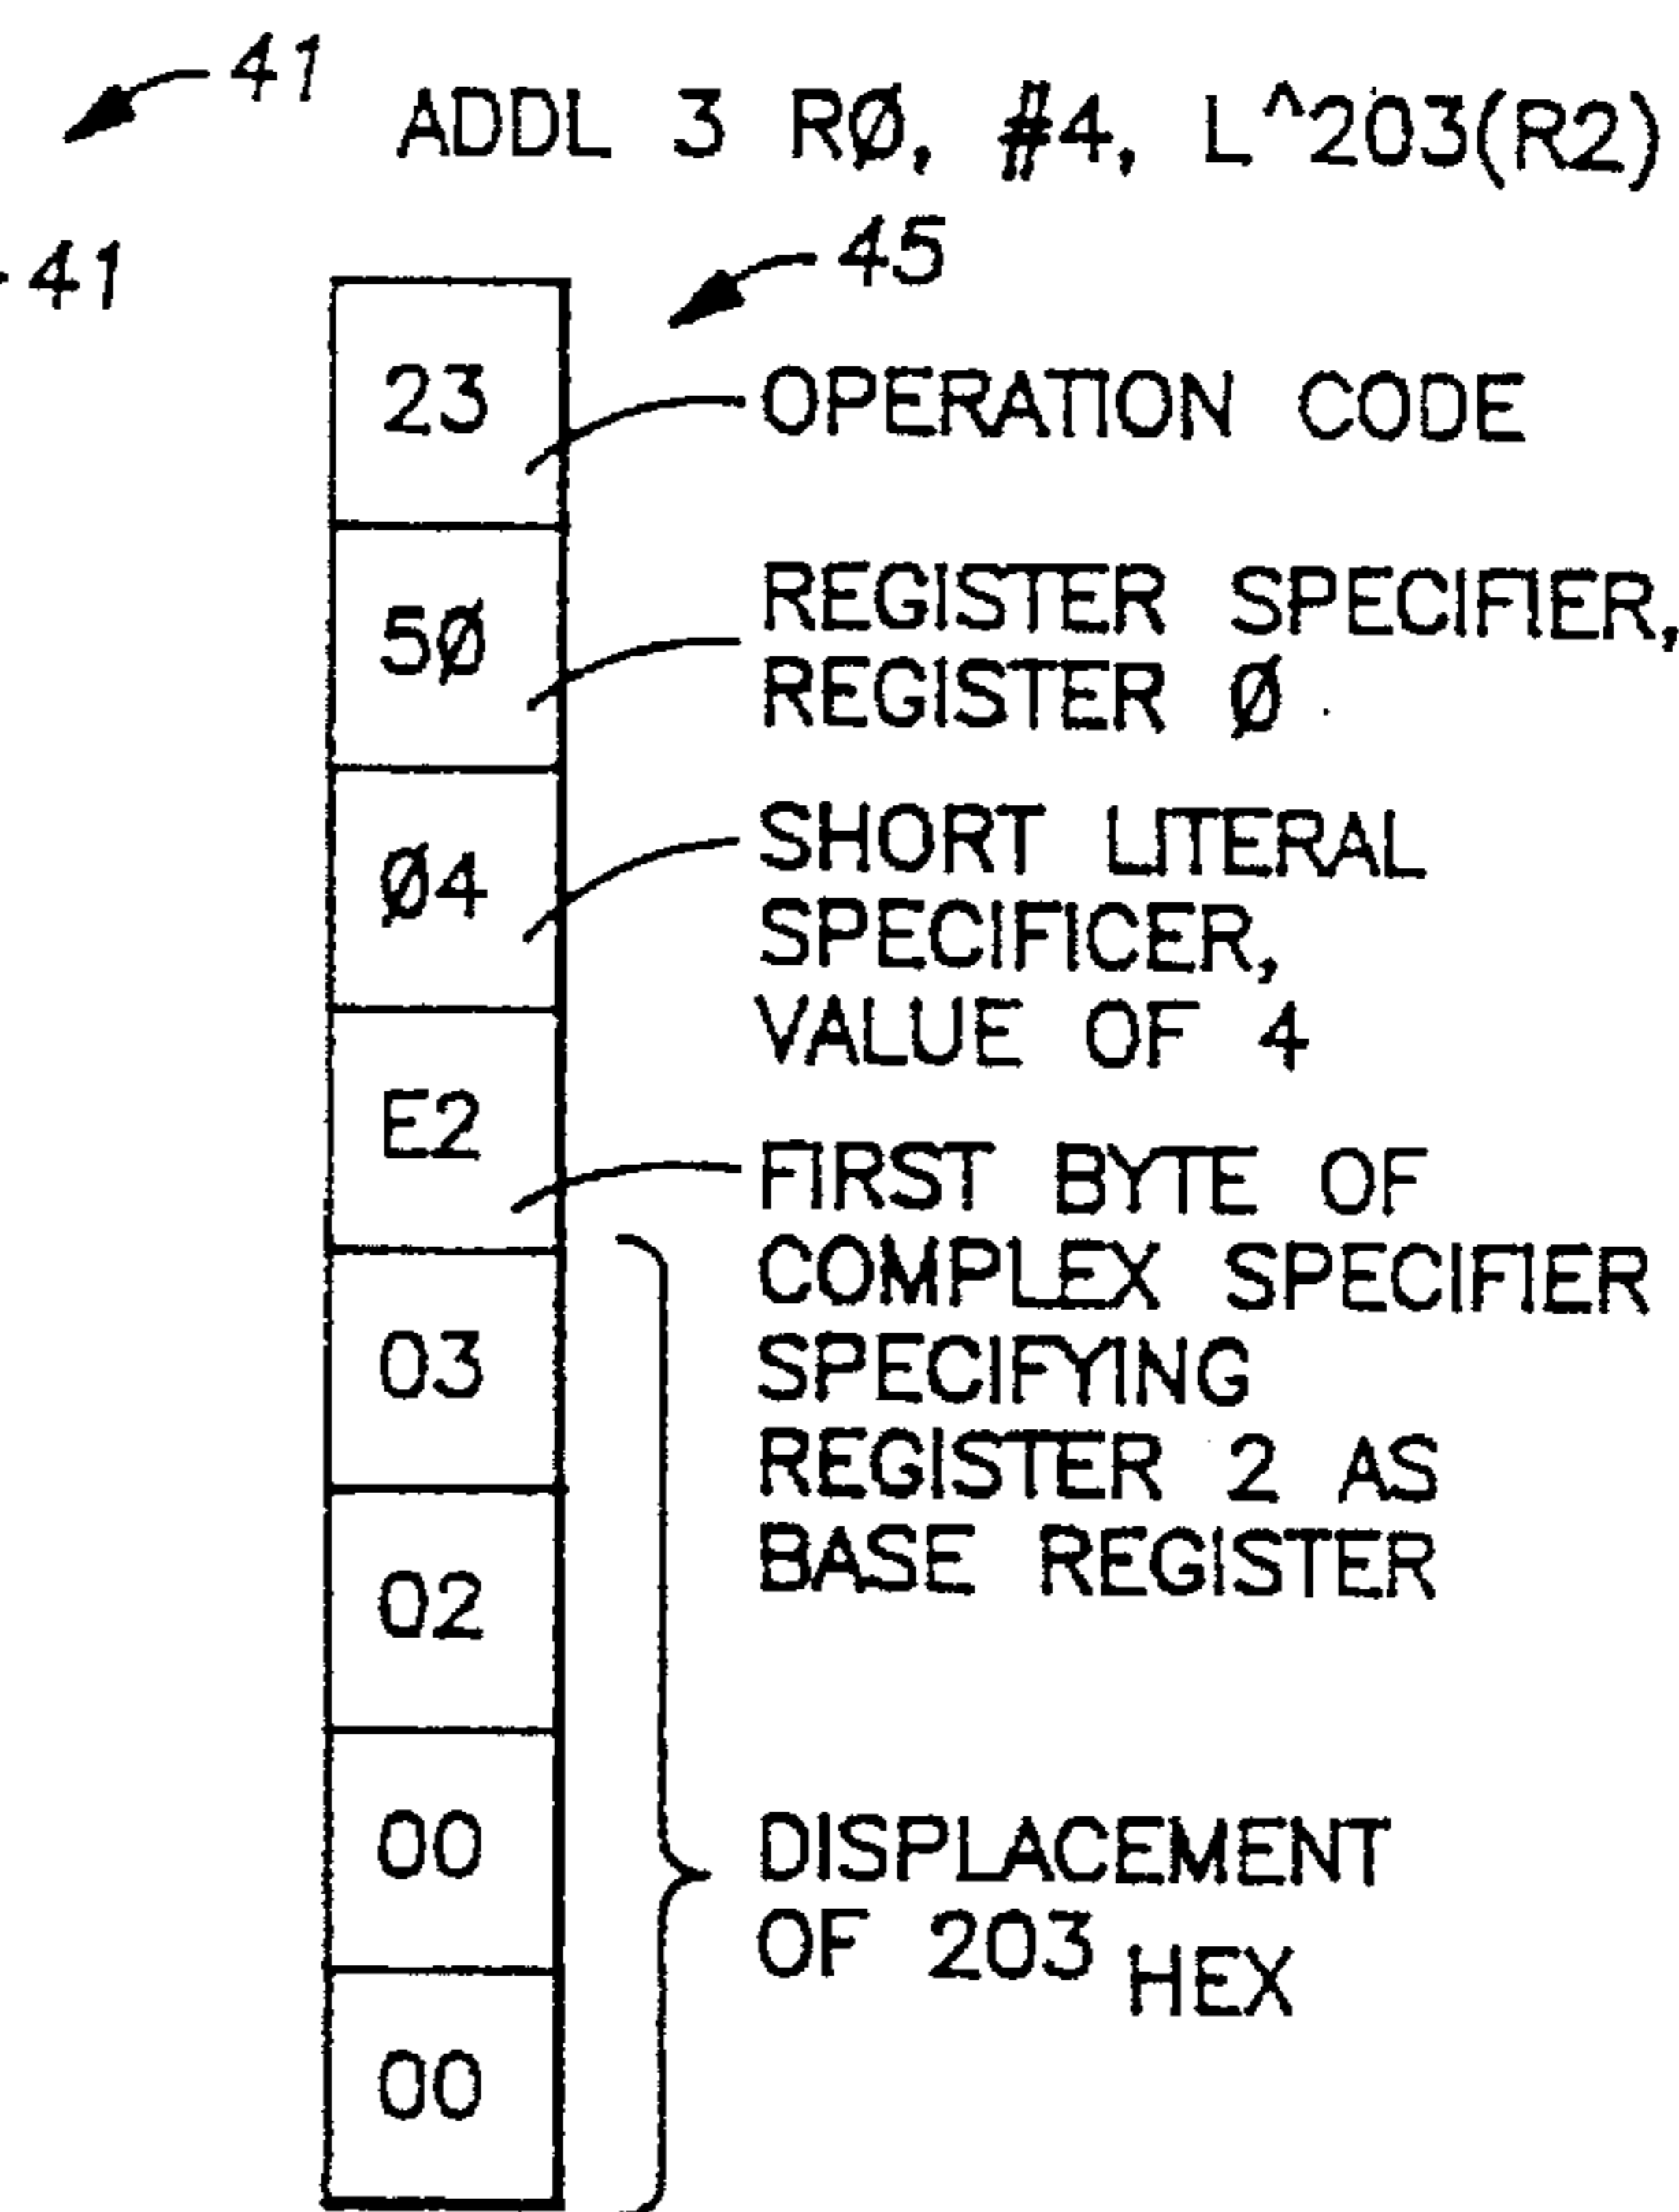 41
ADDL 3 RØ, #4, L^203(R2)
41
45
23
OPERATION CODE
5Ø
REGISTER SPECIFIER,
REGISTER Ø
Ø4
SHORT LITERAL
SPECIFICER,
VALUE OF 4
E2
FIRST BYTE OF
COMPLEX SPECIFIER
SPECIFYING
REGISTER 2 AS
BASE REGISTER
03
02
00
00
DISPLACEMENT
OF 203 HEX